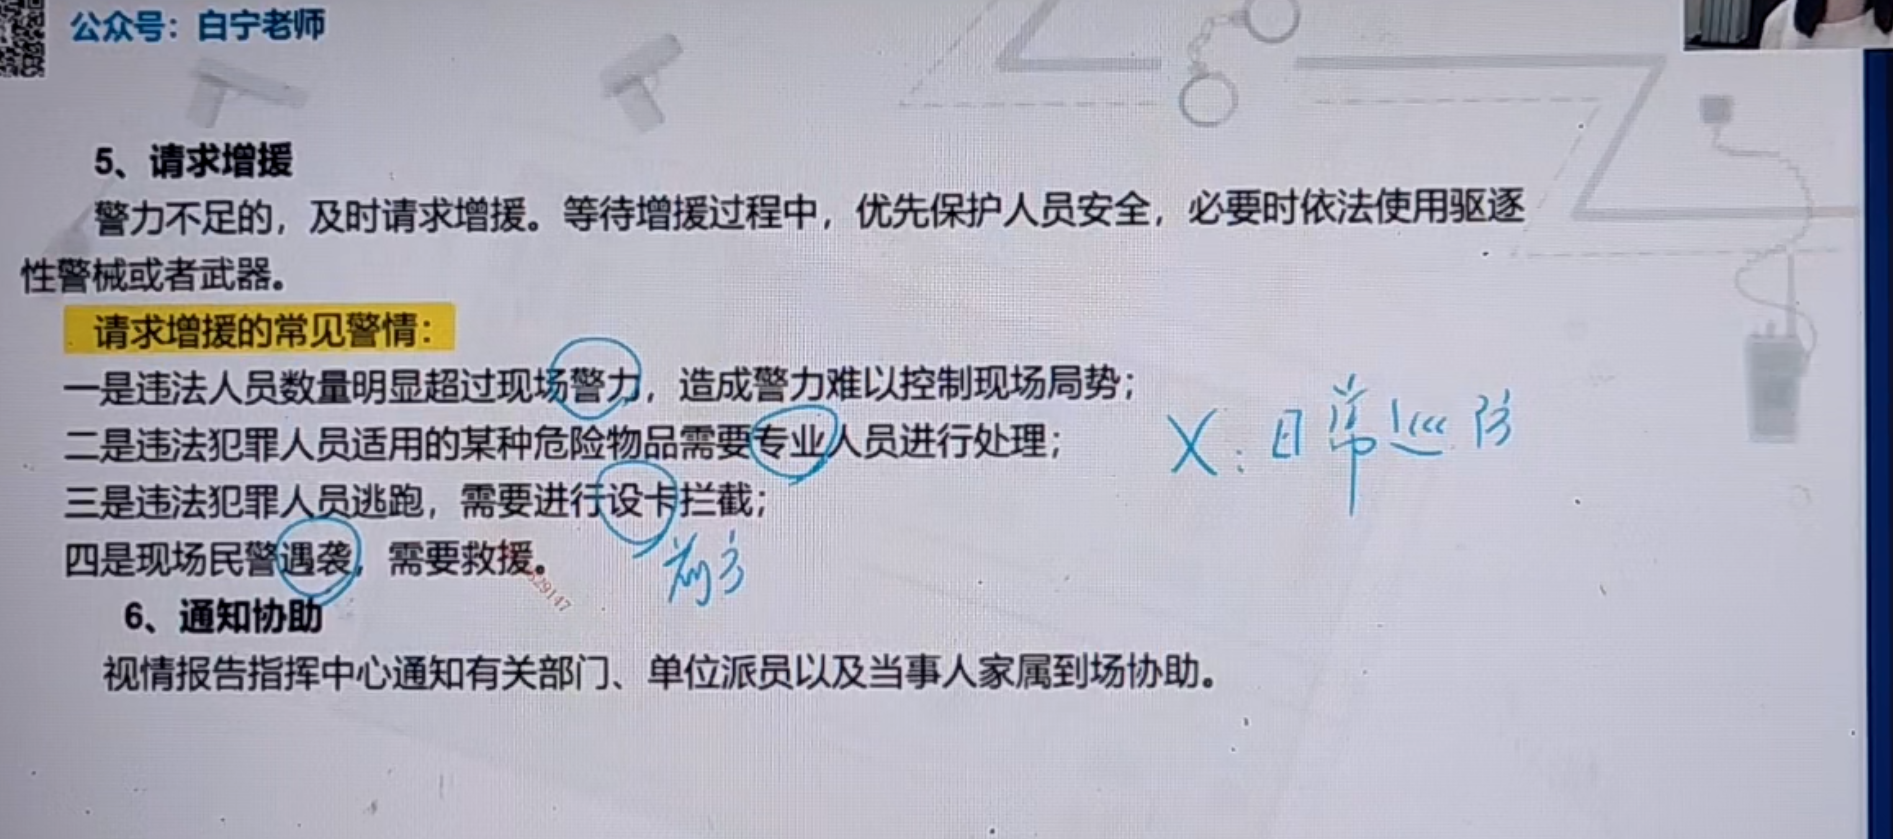 公众号：白宁老师
5、请求增援
警力不足的，及时请求增援。等待增援过程中，优先保护人员安全，必要时依法使用驱逐
性警械或者武器。
请求增援的常见警情：
一是违法人员数量明显超过现场警力，造成警力难以控制现场局势；
二是违法犯罪人员适用的某种危险物品需要专业人员进行处理；
X：日常巡防
三是违法犯罪人员逃跑，需要进行设卡拦截；
前方
四是现场民警遇袭，需要救援。
29147
6、通知协助
视情报告指挥中心通知有关部门、单位派员以及当事人家属到场协助。